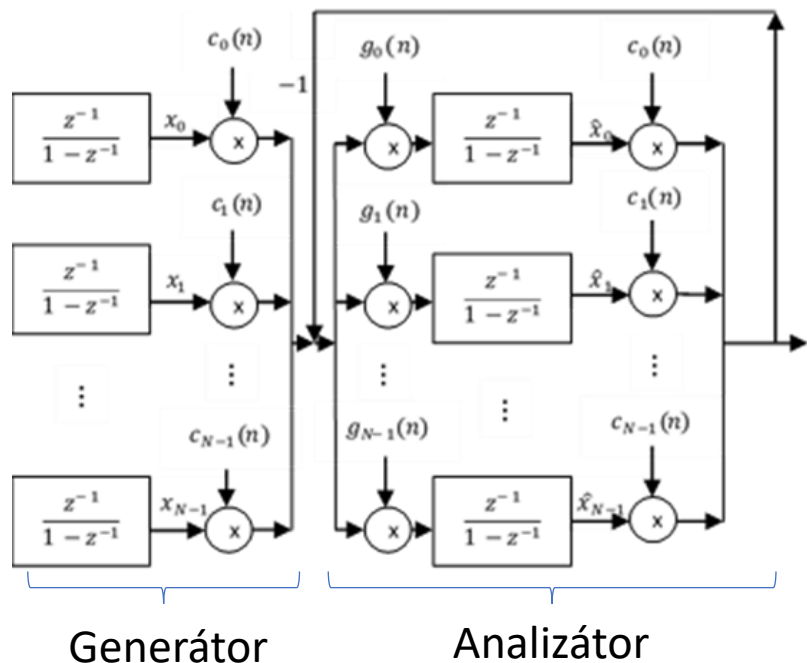 c₀(n) g₀(n) c₀(n)
−1
z⁻¹ x₀ x z⁻¹ x̂₀ x
1 − z⁻¹ 1 − z⁻¹
c₁(n) g₁(n) c₁(n)
z⁻¹ x₁ x z⁻¹ x̂₁ x
1 − z⁻¹ 1 − z⁻¹
⋮ ⋮ ⋮ ⋮ ⋮
c_{N−1}(n) g_{N−1}(n) c_{N−1}(n)
z⁻¹ x_{N−1} x z⁻¹ x̂_{N−1} x
1 − z⁻¹ 1 − z⁻¹
Generátor Analizátor